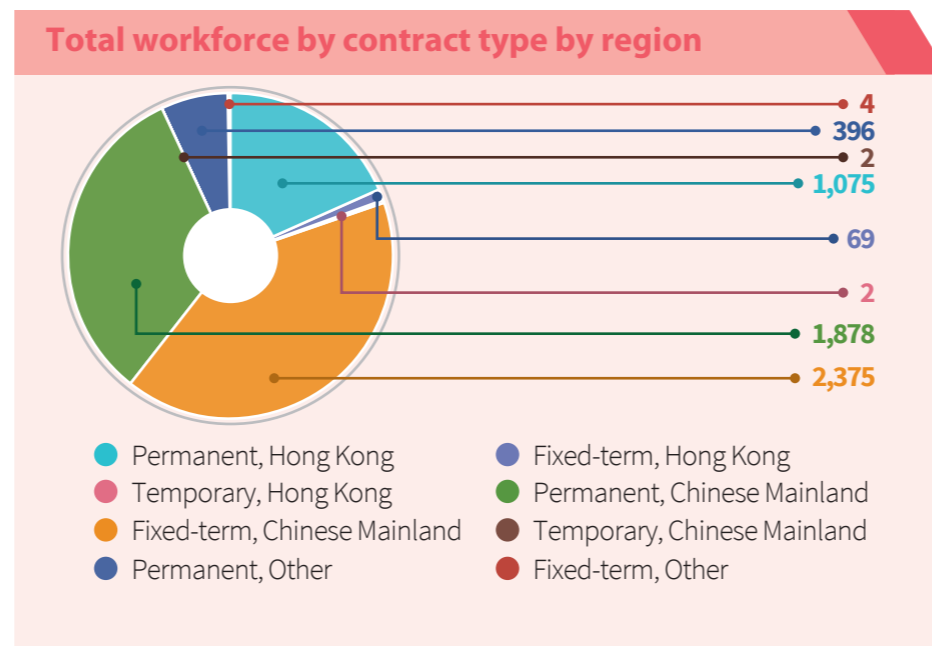 Total workforce by contract type by region
4
396
2
1,075
69
2
1,878
2,375
Permanent, Hong Kong
Fixed-term, Hong Kong
Temporary, Hong Kong
Permanent, Chinese Mainland
Fixed-term, Chinese Mainland
Temporary, Chinese Mainland
Permanent, Other
Fixed-term, Other